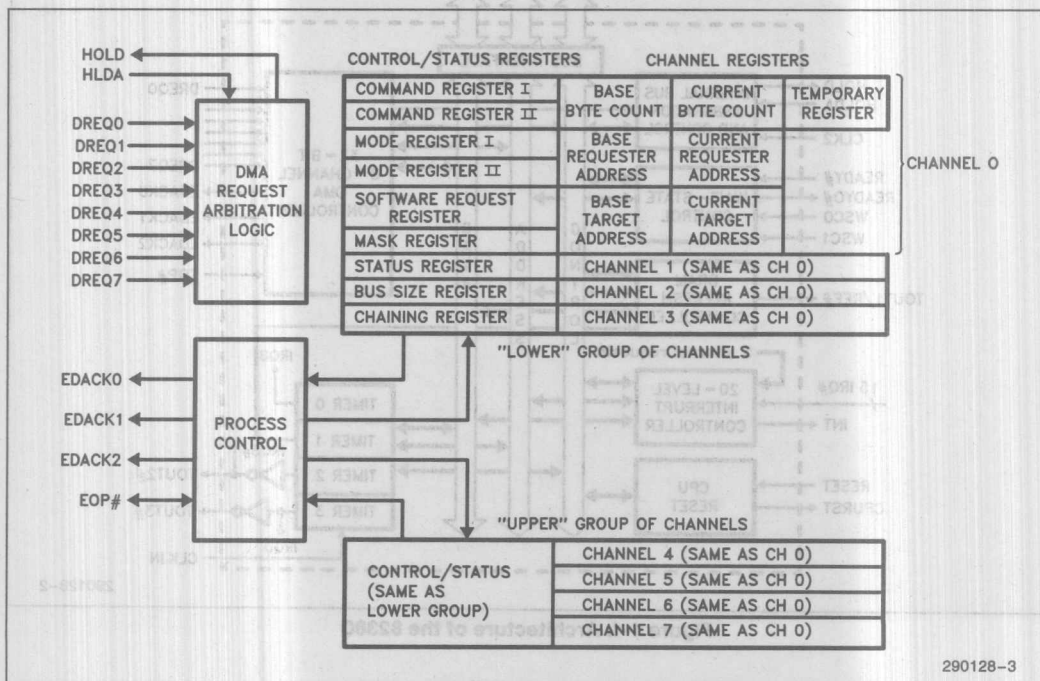 HOLD
HLDA
DREQ0
DREQ1
DREQ2
DREQ3
DREQ4
DREQ5
DREQ6
DREQ7
DMA
REQUEST
ARBITRATION
LOGIC
CONTROL/STATUS REGISTERS
CHANNEL REGISTERS
COMMAND REGISTER I
COMMAND REGISTER II
MODE REGISTER I
MODE REGISTER II
SOFTWARE REQUEST
REGISTER
MASK REGISTER
STATUS REGISTER
BUS SIZE REGISTER
CHAINING REGISTER
BASE
BYTE COUNT
CURRENT
BYTE COUNT
TEMPORARY
REGISTER
BASE
REQUESTER
ADDRESS
CURRENT
REQUESTER
ADDRESS
BASE
TARGET
ADDRESS
CURRENT
TARGET
ADDRESS
CHANNEL 0
CHANNEL 1 (SAME AS CH 0)
CHANNEL 2 (SAME AS CH 0)
CHANNEL 3 (SAME AS CH 0)
"LOWER" GROUP OF CHANNELS
EDACK0
EDACK1
EDACK2
EOP#
PROCESS
CONTROL
"UPPER" GROUP OF CHANNELS
CONTROL/STATUS
(SAME AS
LOWER GROUP)
CHANNEL 4 (SAME AS CH 0)
CHANNEL 5 (SAME AS CH 0)
CHANNEL 6 (SAME AS CH 0)
CHANNEL 7 (SAME AS CH 0)
290128-3